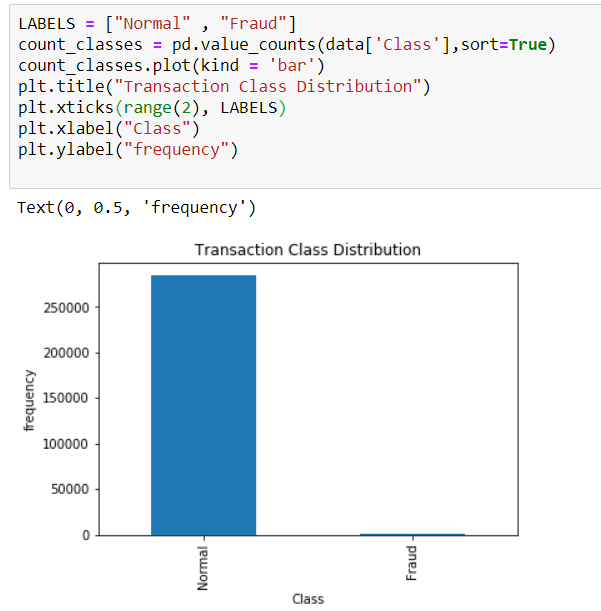 LABELS = ["Normal" , "Fraud"]
count_classes = pd.value_counts(data['Class'],sort=True)
count_classes.plot(kind = 'bar')
plt.title("Transaction Class Distribution")
plt.xticks(range(2), LABELS)
plt.xlabel("Class")
plt.ylabel("frequency")
Text(0, 0.5, 'frequency')
Transaction Class Distribution
250000
200000
150000
100000
50000
0
frequency
Normal
Fraud
Class